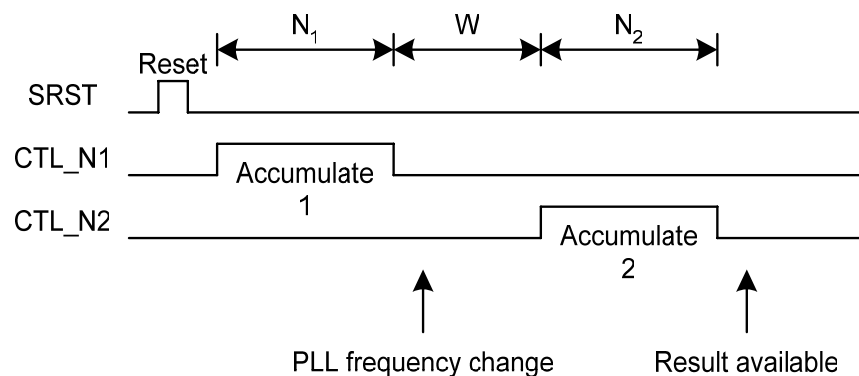 N₁ W N₂
Reset
SRST
CTL_N1
Accumulate
1
CTL_N2
Accumulate
2
PLL frequency change Result available